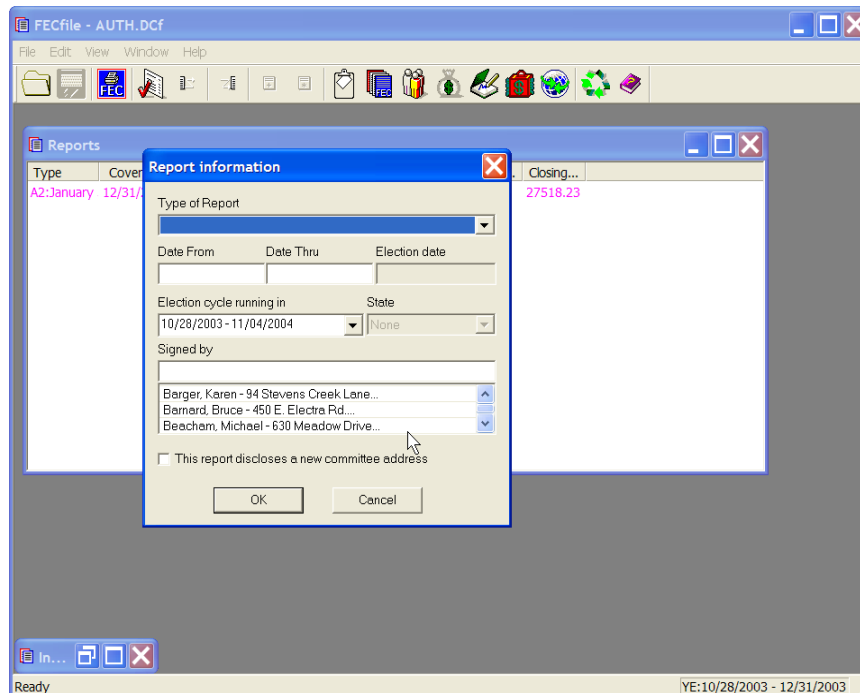 FECfile - AUTH.DCf
File Edit View Window Help
FEC FEC
Reports
Type Cover . Closing...
A2:January 12/31/ 27518.23
Report information
Type of Report
Date From Date Thru Election date
Election cycle running in State
10/28/2003 - 11/04/2004 None
Signed by
Barger, Karen - 94 Stevens Creek Lane...
Barnard, Bruce - 450 E. Electra Rd....
Beacham, Michael - 630 Meadow Drive...
This report discloses a new committee address
OK Cancel
In...
Ready YE:10/28/2003 - 12/31/2003